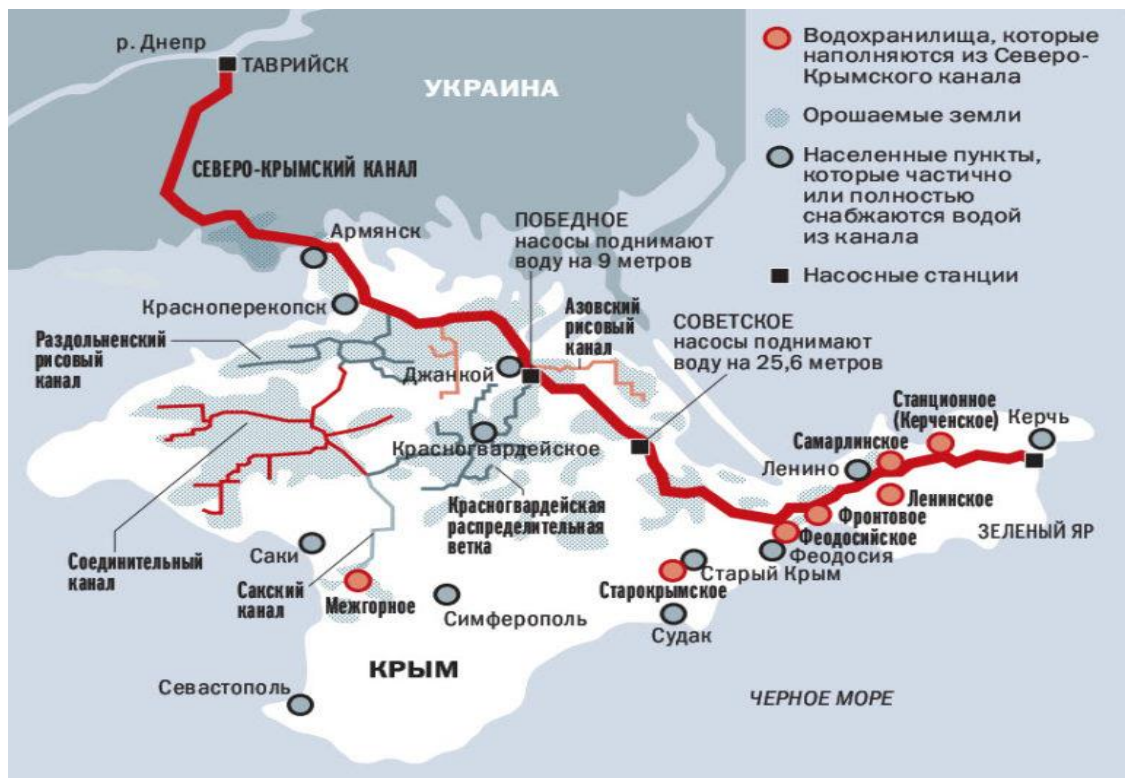 р. Днепр
ТАВРИЙСК
УКРАИНА
СЕВЕРО-КРЫМСКИЙ КАНАЛ
Водохранилища, которые
наполняются из Северо-
Крымского канала
Орошаемые земли
Населенные пункты,
которые частично
или полностью
снабжаются водой
из канала
Насосные станции
Армянск
ПОБЕДНОЕ
насосы поднимают
воду на 9 метров
Красноперекопск
Азовский
рисовый
канал
СОВЕТСКОЕ
насосы поднимают
воду на 25,6 метров
Раздольненский
рисовый
канал
Джанкой
Станционное
(Керченское)
Керчь
Самарлинское
Красногвардейское
Ленино
Ленинское
Красногвардейская
распределительная
ветка
Фронтовое
ЗЕЛЕНЫЙ ЯР
Феодосийское
Феодосия
Соединительный
канал
Саки
Старый Крым
Старокрымское
Сакский
канал
Межгорное
Симферополь
Судак
КРЫМ
Севастополь
ЧЕРНОЕ МОРЕ